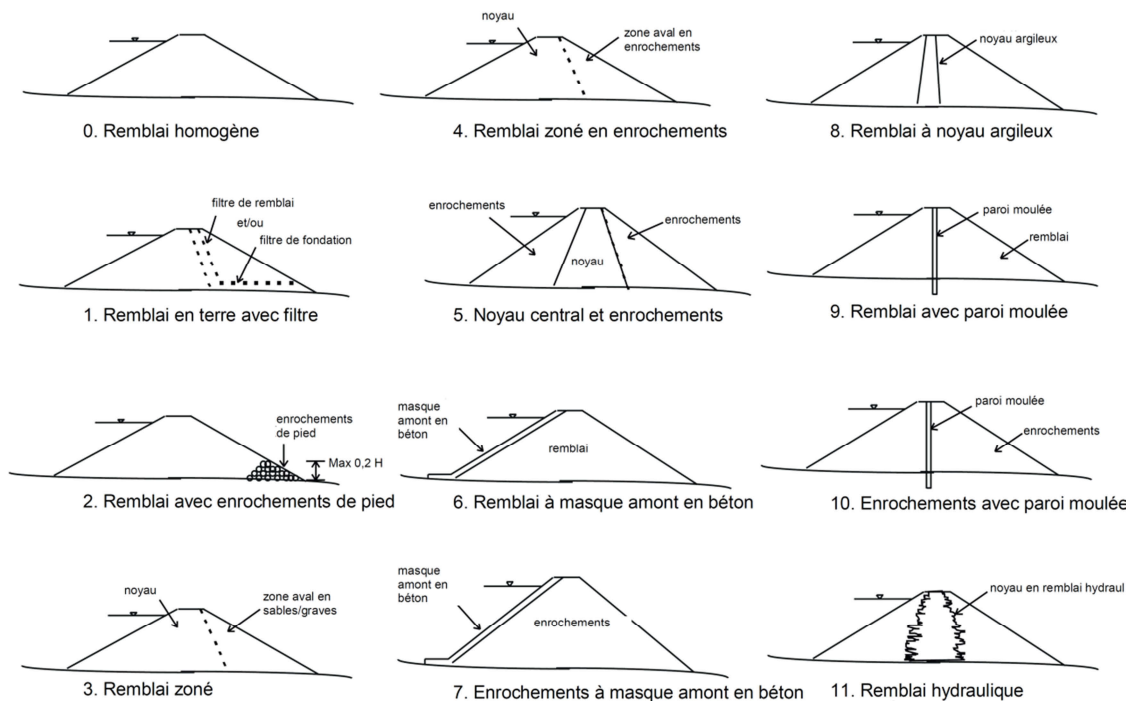 0. Remblai homogène
filtre de remblai
et/ou
filtre de fondation
1. Remblai en terre avec filtre
enrochements
de pied
Max 0,2 H
2. Remblai avec enrochements de pied
noyau
zone aval en
sables/graves
3. Remblai zoné
noyau
zone aval en
enrochements
4. Remblai zoné en enrochements
enrochements
enrochements
noyau
5. Noyau central et enrochements
masque
amont en
béton
remblai
6. Remblai à masque amont en béton
masque
amont en
béton
enrochements
7. Enrochements à masque amont en béton
noyau argileux
8. Remblai à noyau argileux
paroi moulée
remblai
9. Remblai avec paroi moulée
paroi moulée
enrochements
10. Enrochements avec paroi moulée
noyau en remblai hydraul
11. Remblai hydraulique